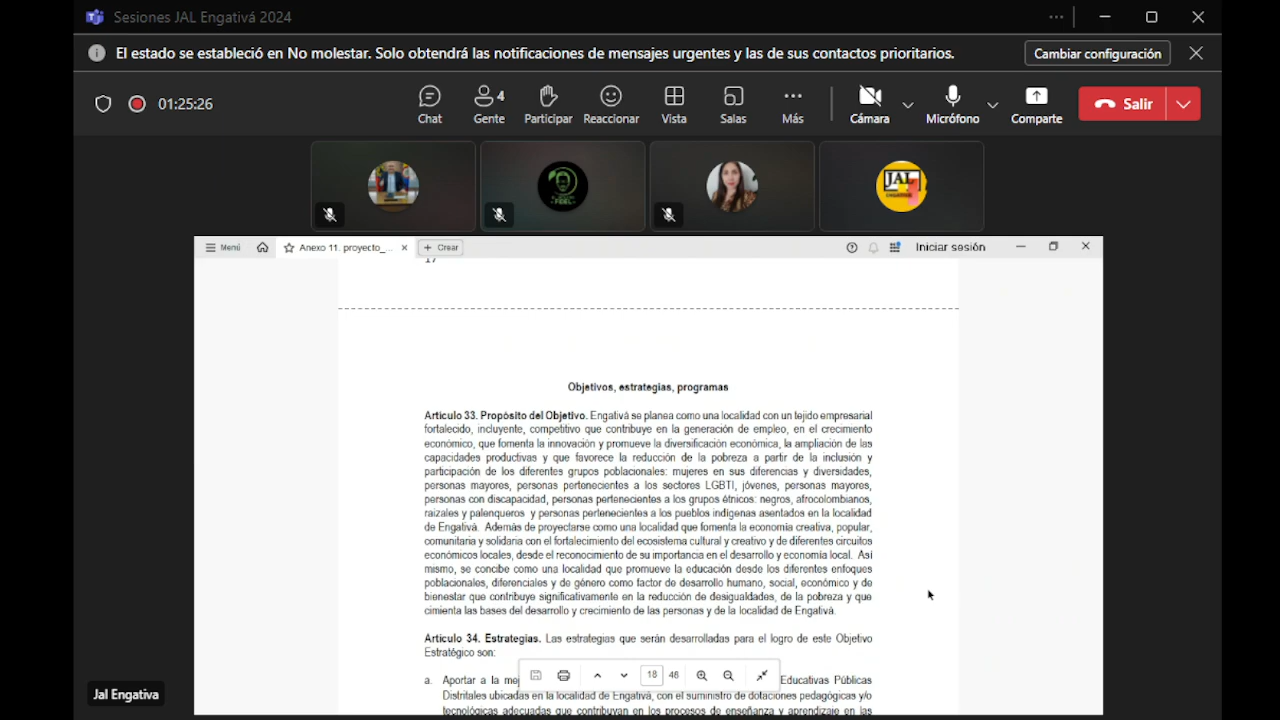 Sesiones JAL Engativá 2024
El estado se estableció en No molestar. Solo obtendrá las notificaciones de mensajes urgentes y las de sus contactos prioritarios.
Cambiar configuración
01:25:26
Chat
Gente
4
Participar
Reaccionar
Vista
Salas
Más
Cámara
Micrófono
Comparte
Salir
FIDEL
JAL
Menú
Anexo 11. proyecto_...
+ Crear
Iniciar sesión
17
Objetivos, estrategias, programas
Artículo 33. Propósito del Objetivo. Engativá se planea como una localidad con un tejido empresarial
fortalecido, incluyente, competitivo que contribuye en la generación de empleo, en el crecimiento
económico, que fomenta la innovación y promueve la diversificación económica, la ampliación de las
capacidades productivas y que favorece la reducción de la pobreza a partir de la inclusión y
participación de los diferentes grupos poblacionales: mujeres en sus diferencias y diversidades,
personas mayores, personas pertenecientes a los sectores LGBTI, jóvenes, personas mayores,
personas con discapacidad, personas pertenecientes a los grupos étnicos: negros, afrocolombianos,
raizales y palenqueros y personas pertenecientes a los pueblos indígenas asentados en la localidad
de Engativá. Además de proyectarse como una localidad que fomenta la economía creativa, popular,
comunitaria y solidaria con el fortalecimiento del ecosistema cultural y creativo y de diferentes circuitos
económicos locales, desde el reconocimiento de su importancia en el desarrollo y economía local. Así
mismo, se concibe como una localidad que promueve la educación desde los diferentes enfoques
poblacionales, diferenciales y de género como factor de desarrollo humano, social, económico y de
bienestar que contribuye significativamente en la reducción de desigualdades, de la pobreza y que
cimienta las bases del desarrollo y crecimiento de las personas y de la localidad de Engativá.
Artículo 34. Estrategias. Las estrategias que serán desarrolladas para el logro de este Objetivo
Estratégico son:
a. Aportar a la mej Educativas Públicas
Distritales ubicadas en la localidad de Engativá, con el suministro de dotaciones pedagógicas y/o
tecnológicas adecuadas que contribuyan en los procesos de enseñanza y aprendizaje en las
18 48
Jal Engativa